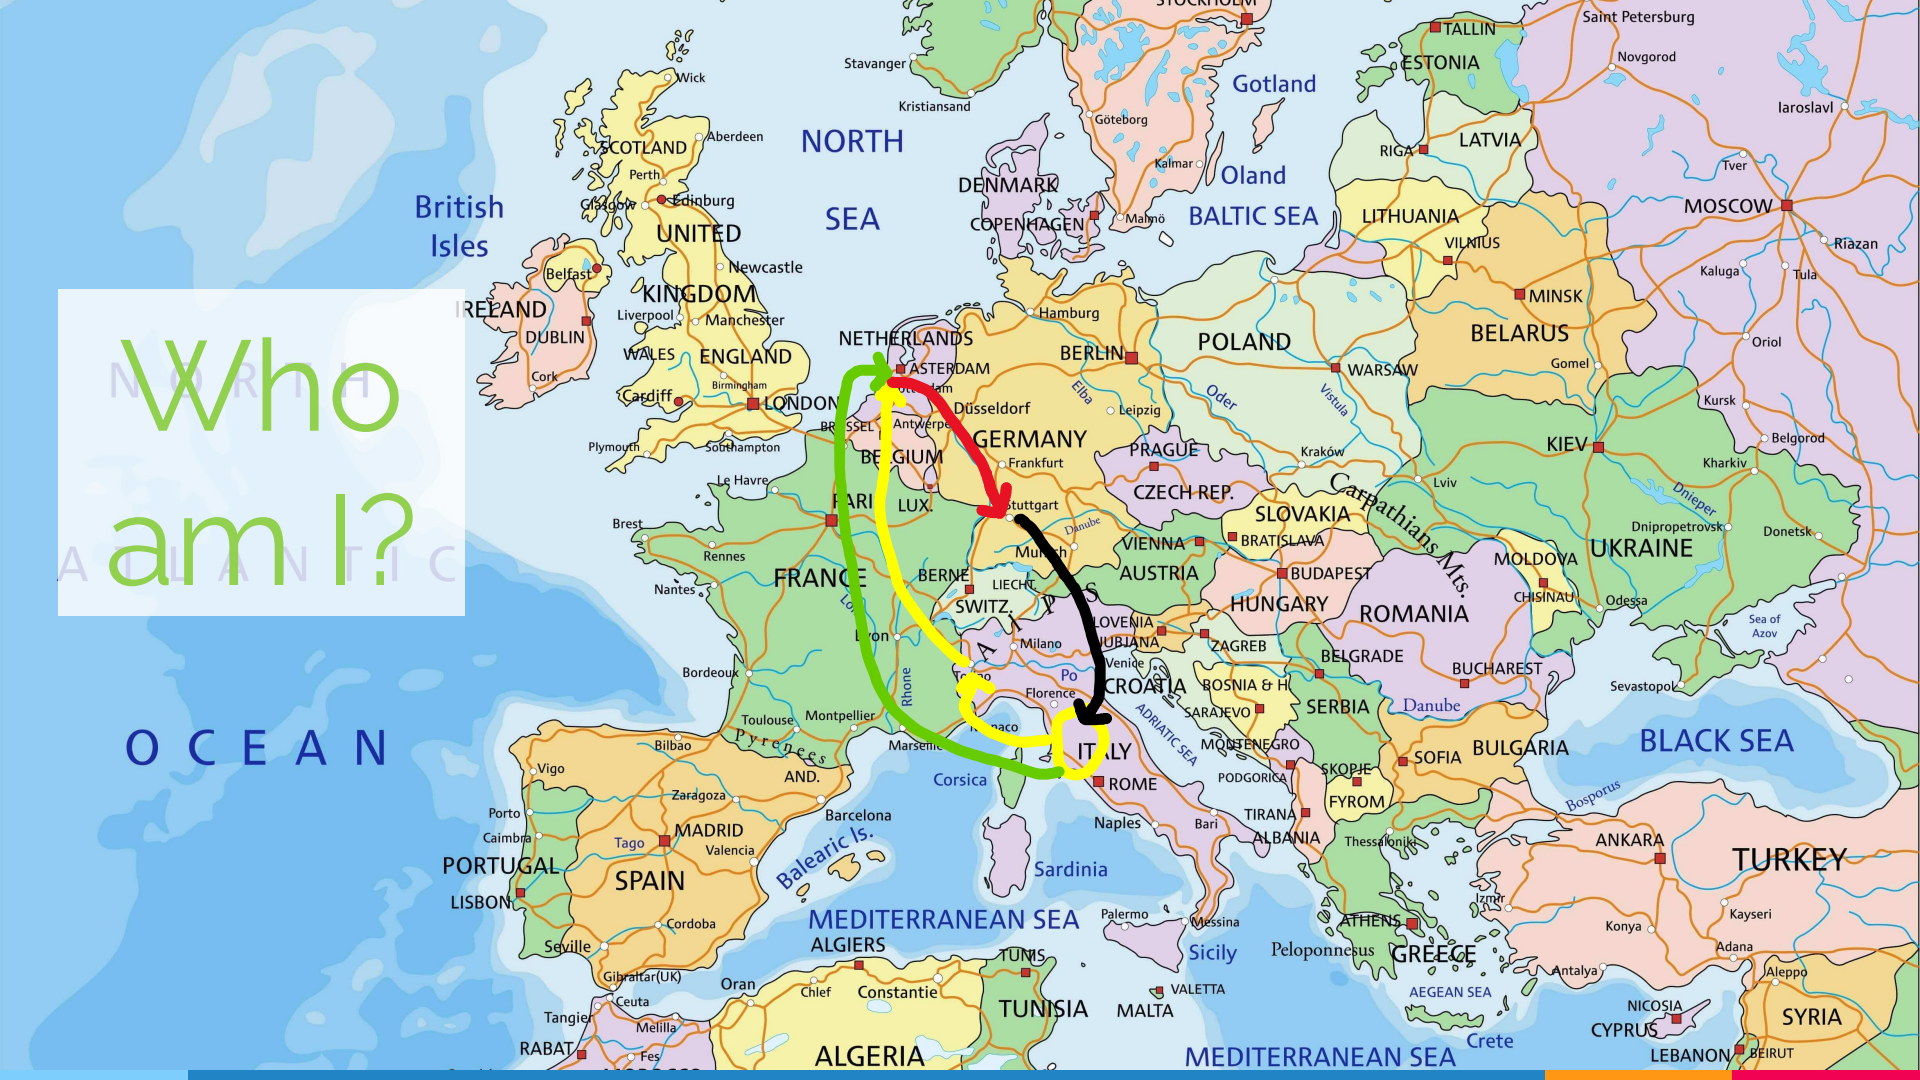 Who
am I?
NORTH
ATLANTIC
OCEAN
STOCKHOLM
Saint Petersburg
TALLIN
Stavanger
Novgorod
ESTONIA
Wick
Gotland
Kristiansand
Iaroslavl
Göteborg
Aberdeen
NORTH
SCOTLAND
LATVIA
RIGA
Kalmar
Tver
Perth
Oland
DENMARK
British
Isles
Glasgow
Edinburg
MOSCOW
SEA
COPENHAGEN
Malmö
BALTIC SEA
LITHUANIA
UNITED
VILNIUS
Riazan
Belfast
Newcastle
Kaluga
Tula
KINGDOM
MINSK
IRELAND
Liverpool
Manchester
Hamburg
DUBLIN
NETHERLANDS
BELARUS
POLAND
Oriol
WALES
ENGLAND
BERLIN
Gomel
ASTERDAM
WARSAW
Cork
Birmingham
Elba
Oder
Vistula
Cardiff
LONDON
Düsseldorf
Leipzig
Kursk
BRUSSEL
Antwerpen
GERMANY
Belgorod
Plymouth
Southampton
BELGIUM
Frankfurt
PRAGUE
Kraków
KIEV
Kharkiv
Le Havre
Lviv
Carpathians Mts.
Dnieper
PARI
LUX.
Stuttgart
CZECH REP.
SLOVAKIA
Brest
Danube
Dnipropetrovsk
Donetsk
Rennes
Munich
VIENNA
BRATISLAVA
MOLDOVA
UKRAINE
FRANCE
BERNE
LIECHT.
AUSTRIA
BUDAPEST
Nantes
SWITZ.
ALPS
HUNGARY
CHISINAU
Odessa
ROMANIA
Sea of
Azov
Lyon
Milano
SLOVENIA
LJUBJANA
ZAGREB
BELGRADE
Bordeaux
Rhone
Torino
Po
Venice
BUCHAREST
Florence
CROATIA
BOSNIA & H.
Sevastopol
SERBIA
Danube
Toulouse
Montpellier
Monaco
SARAJEVO
ADRIATIC SEA
Bilbao
Pyrenees
Marseille
ITALY
MONTENEGRO
SOFIA
BULGARIA
BLACK SEA
Vigo
AND.
Corsica
ROME
PODGORICA
SKOPJE
Zaragoza
FYROM
Bosporus
Porto
Barcelona
Naples
Bari
TIRANA
Caimbra
MADRID
ALBANIA
Thessaloniki
ANKARA
Tago
Valencia
Balearic Is.
PORTUGAL
SPAIN
Sardinia
TURKEY
LISBON
Izmir
MEDITERRANEAN SEA
Palermo
Messina
ATHENS
Kayseri
Cordoba
Konya
Seville
ALGIERS
TUNIS
Sicily
Peloponnesus
GREECE
Adana
Gibraltar(UK)
Oran
Antalya
Aleppo
Ceuta
Chlef
Constantie
VALETTA
AEGEAN SEA
Tangier
Melilla
TUNISIA
MALTA
NICOSIA
SYRIA
CYPRUS
RABAT
Fes
ALGERIA
MEDITERRANEAN SEA
Crete
LEBANON
BEIRUT